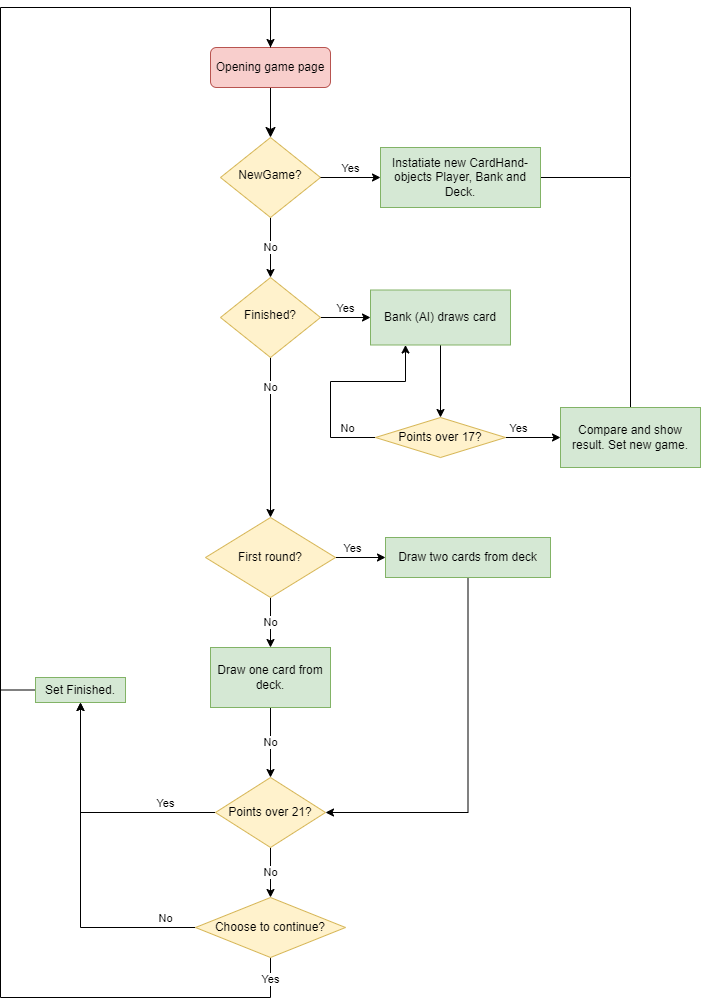 Opening game page
NewGame?
Yes
Instatiate new CardHand-
objects Player, Bank and
Deck.
No
Finished?
Yes
Bank (AI) draws card
No
No
Points over 17?
Yes
Compare and show
result. Set new game.
First round?
Yes
Draw two cards from deck
No
Draw one card from
deck.
Set Finished.
No
Yes
Points over 21?
No
No
Choose to continue?
Yes